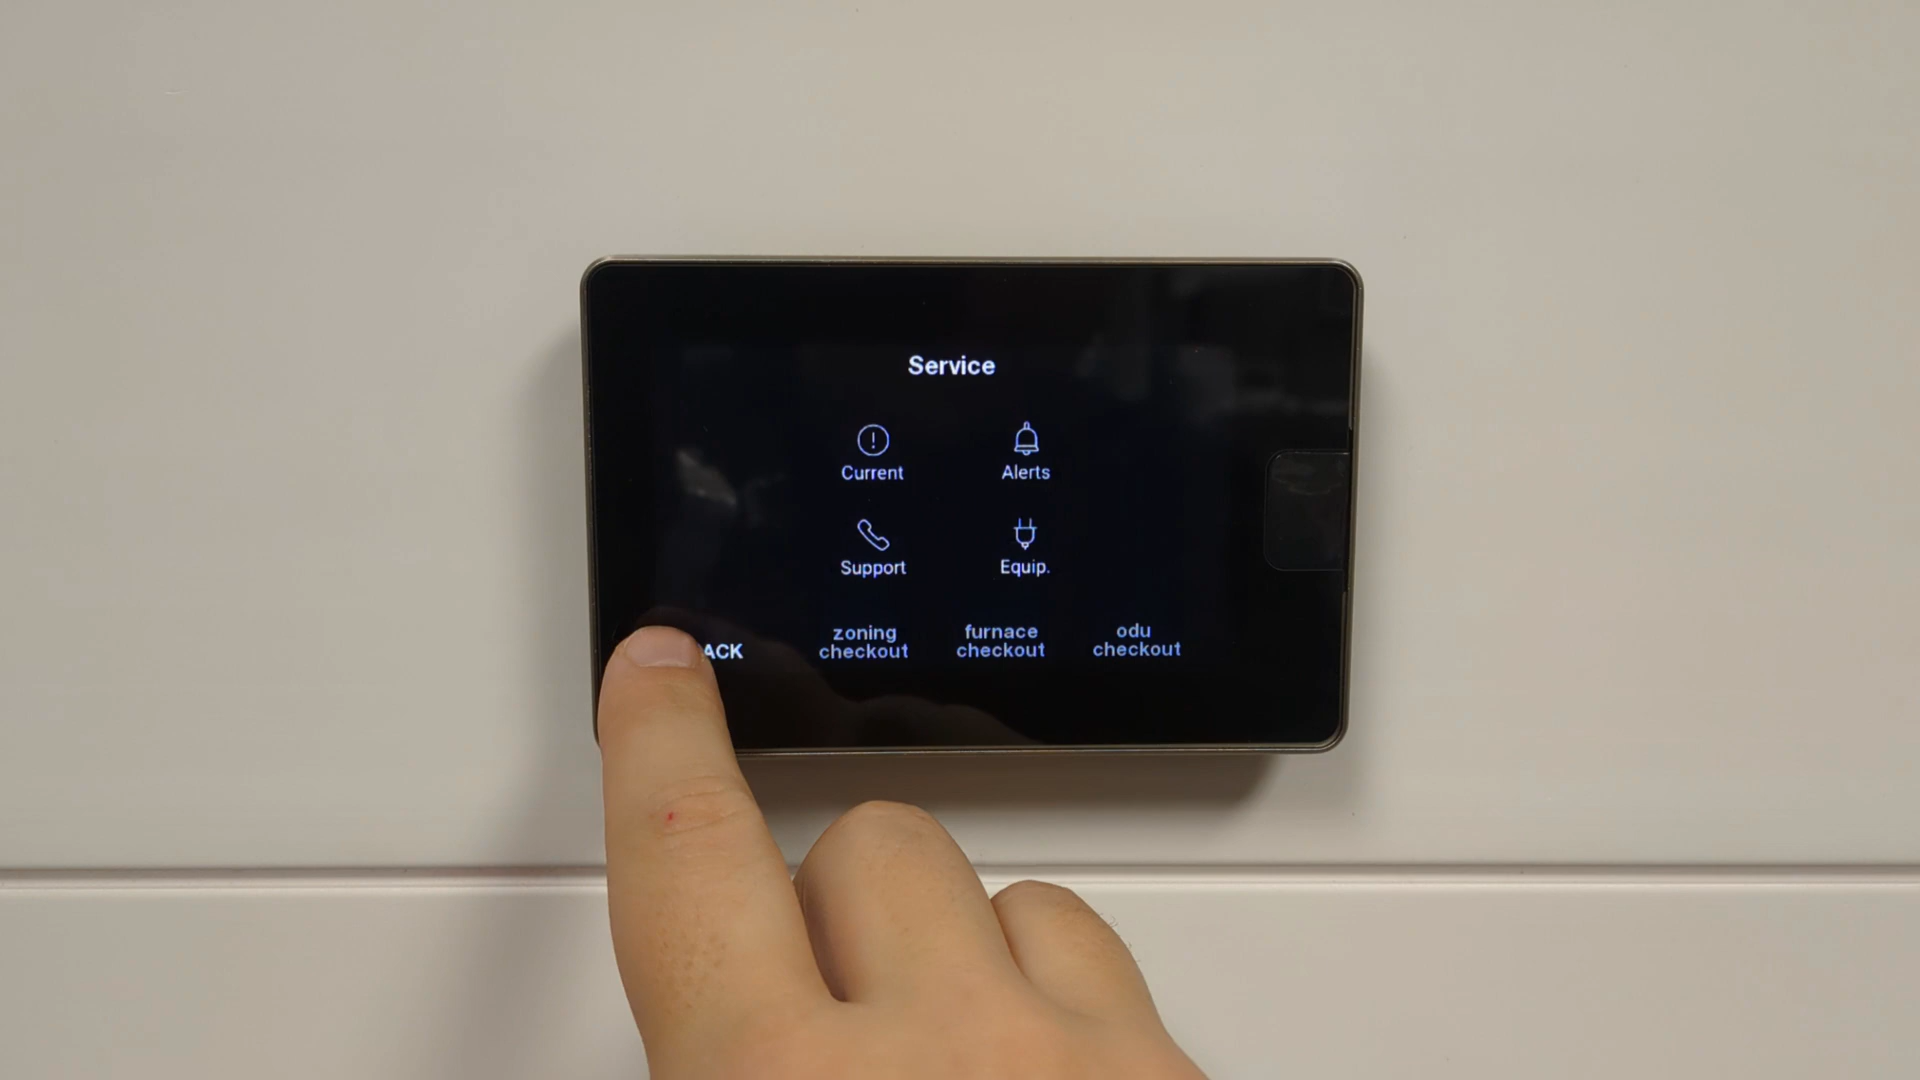 Service
Current
Alerts
Support
Equip.
ACK
zoning
checkout
furnace
checkout
odu
checkout